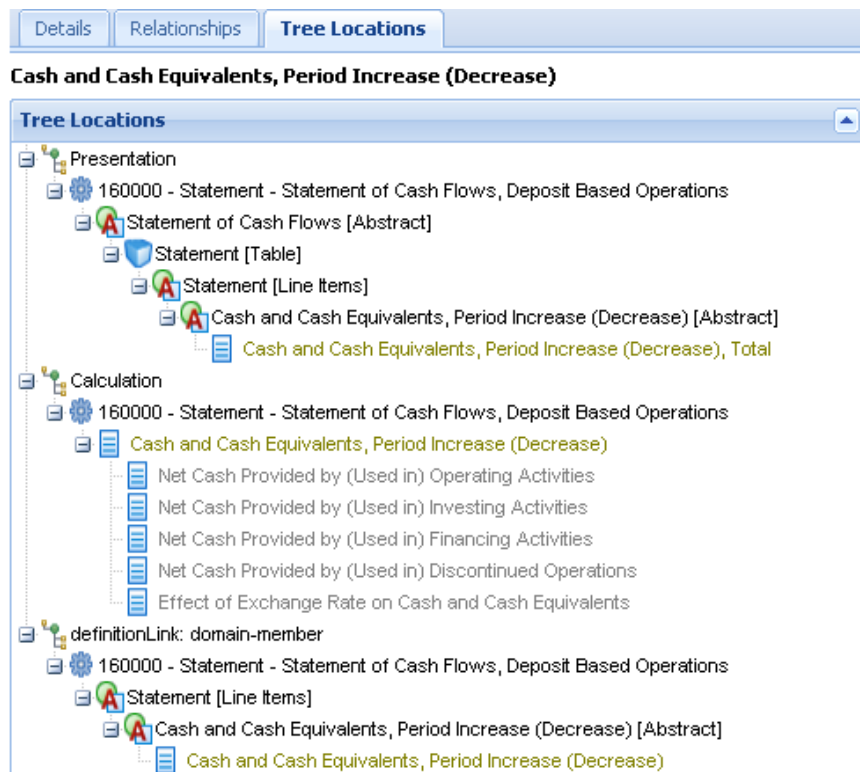 Details Relationships Tree Locations
Cash and Cash Equivalents, Period Increase (Decrease)
Tree Locations
Presentation
160000 - Statement - Statement of Cash Flows, Deposit Based Operations
A Statement of Cash Flows [Abstract]
Statement [Table]
A Statement [Line Items]
A Cash and Cash Equivalents, Period Increase (Decrease) [Abstract]
Cash and Cash Equivalents, Period Increase (Decrease), Total
Calculation
160000 - Statement - Statement of Cash Flows, Deposit Based Operations
Cash and Cash Equivalents, Period Increase (Decrease)
Net Cash Provided by (Used in) Operating Activities
Net Cash Provided by (Used in) Investing Activities
Net Cash Provided by (Used in) Financing Activities
Net Cash Provided by (Used in) Discontinued Operations
Effect of Exchange Rate on Cash and Cash Equivalents
definitionLink: domain-member
160000 - Statement - Statement of Cash Flows, Deposit Based Operations
A Statement [Line Items]
A Cash and Cash Equivalents, Period Increase (Decrease) [Abstract]
Cash and Cash Equivalents, Period Increase (Decrease)